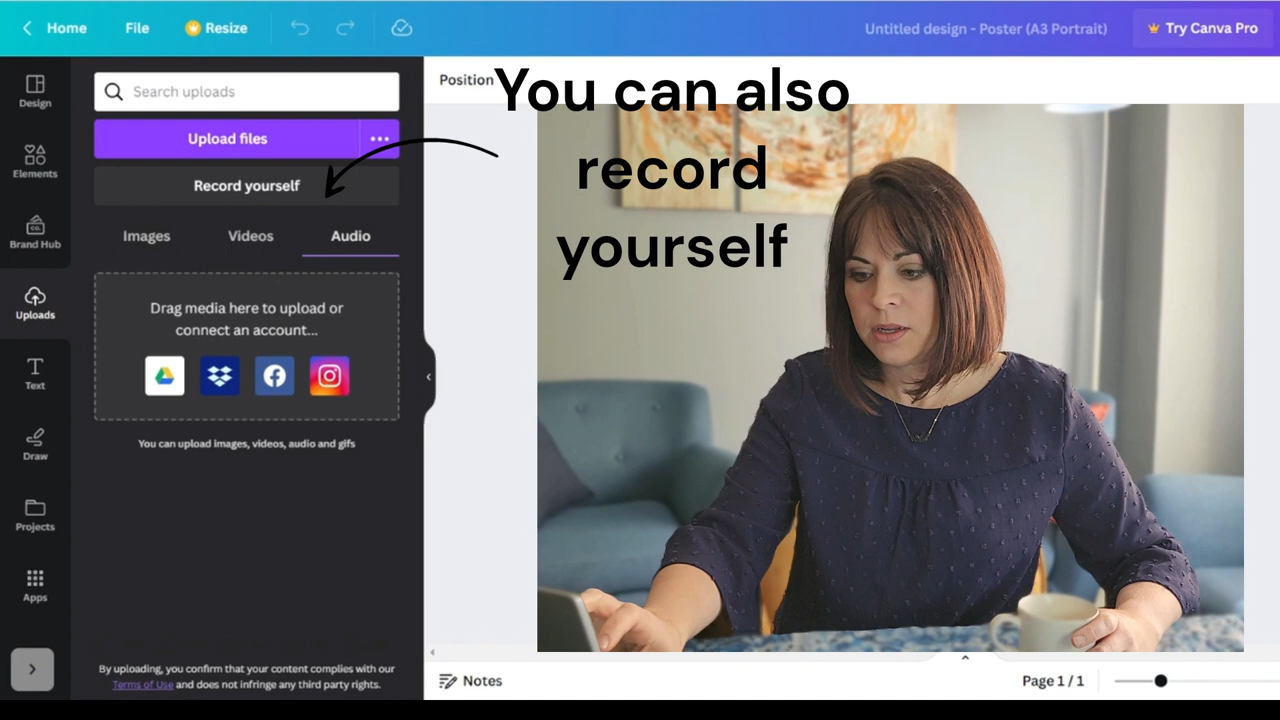 Home File Resize Untitled design - Poster (A3 Portrait) Try Canva Pro
Design
Elements
Brand Hub
Uploads
Text
Draw
Projects
Apps
Search uploads
Upload files
Record yourself
Images Videos Audio
Drag media here to upload or
connect an account...
You can upload images, videos, audio and gifs
By uploading, you confirm that your content complies with our
Terms of Use and does not infringe any third party rights.
Position
You can also
record
yourself
Notes Page 1 / 1